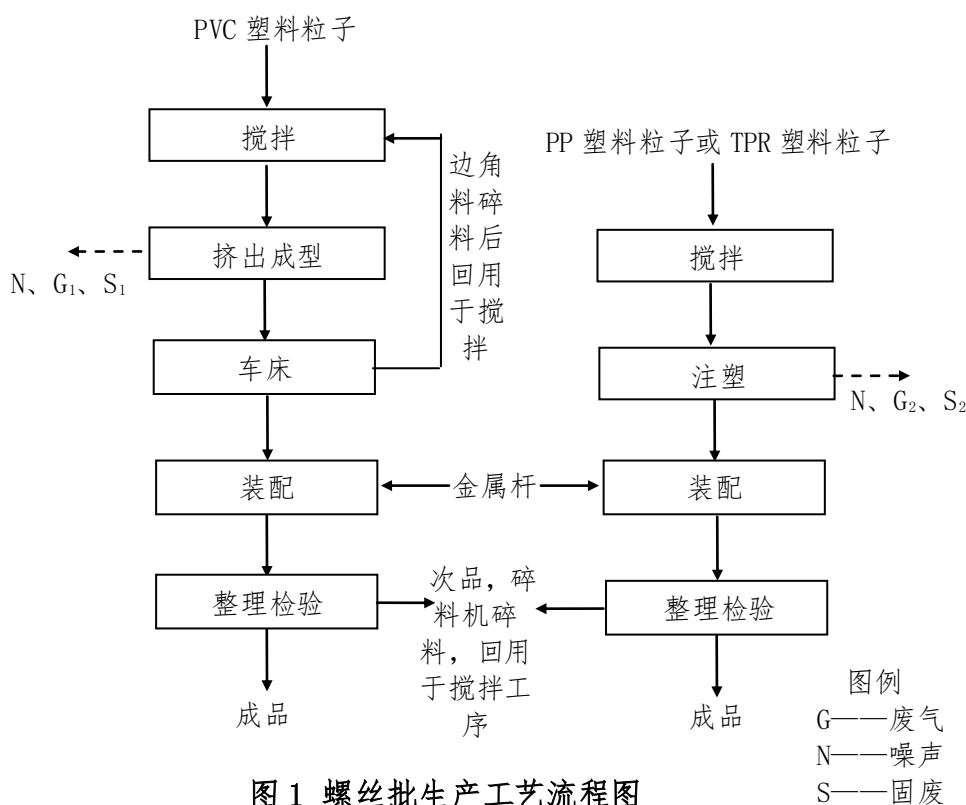 PVC 塑料粒子
搅拌
挤出成型
N、G₁、S₁
车床
边角
料碎
料后
回用
于搅
拌
PP 塑料粒子或 TPR 塑料粒子
搅拌
注塑
N、G₂、S₂
装配
金属杆
装配
整理检验
次品，碎
料机碎
料，回用
于搅拌工
序
整理检验
成品
成品
图例
G——废气
N——噪声
S——固废
图 1 螺丝批生产工艺流程图